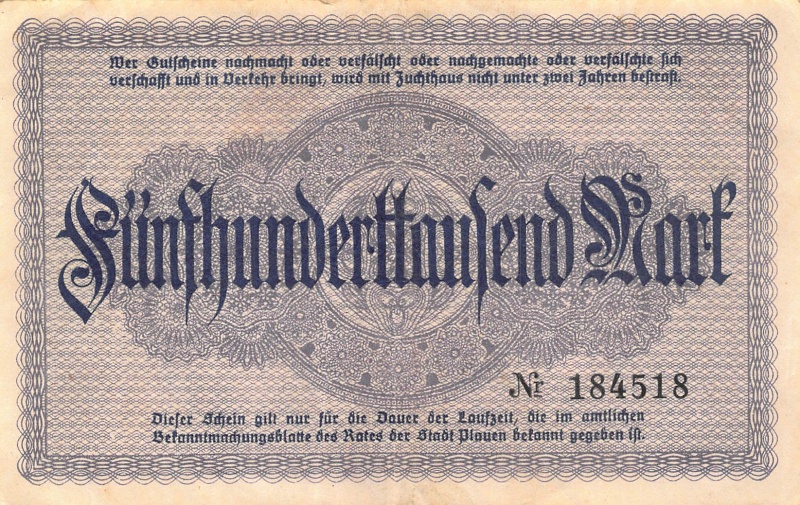 Wer Gutscheine nachmacht oder verfälscht oder nachgemachte oder verfälschte sich
verschafft und in Verkehr bringt, wird mit Zuchthaus nicht unter zwei Jahren bestraft.
Fünfhunderttausend Mark
Nr 184518
Dieser Schein gilt nur für die Dauer der Laufzeit, die im amtlichen
Bekanntmachungsblatte des Rates der Stadt Plauen bekannt gegeben ist.